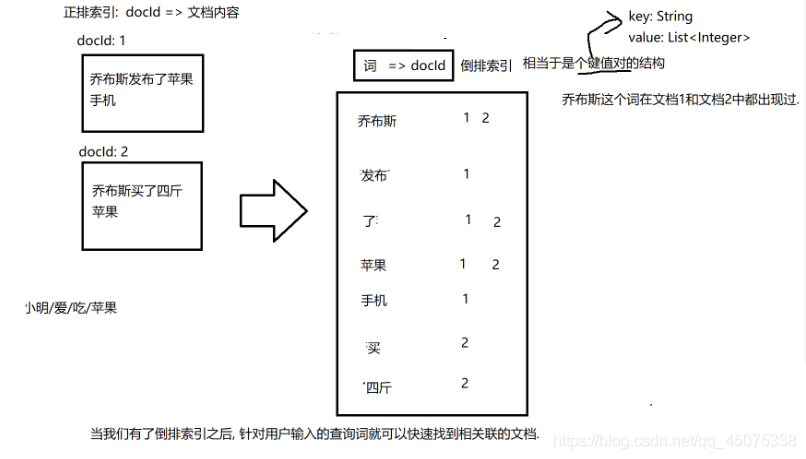 正排索引: docId => 文档内容
docId: 1
乔布斯发布了苹果
手机
docId: 2
乔布斯买了四斤
苹果
小明/爱/吃/苹果
key: String
value: List<Integer>
词 => docId 倒排索引 相当于是个键值对的结构
乔布斯这个词在文档1和文档2中都出现过.
乔布斯 1 2
发布 1
了 1 2
苹果 1 2
手机 1
买 2
四斤 2
当我们有了倒排索引之后, 针对用户输入的查询词就可以快速找到相关联的文档.
https://blog.csdn.net/qq_45075338